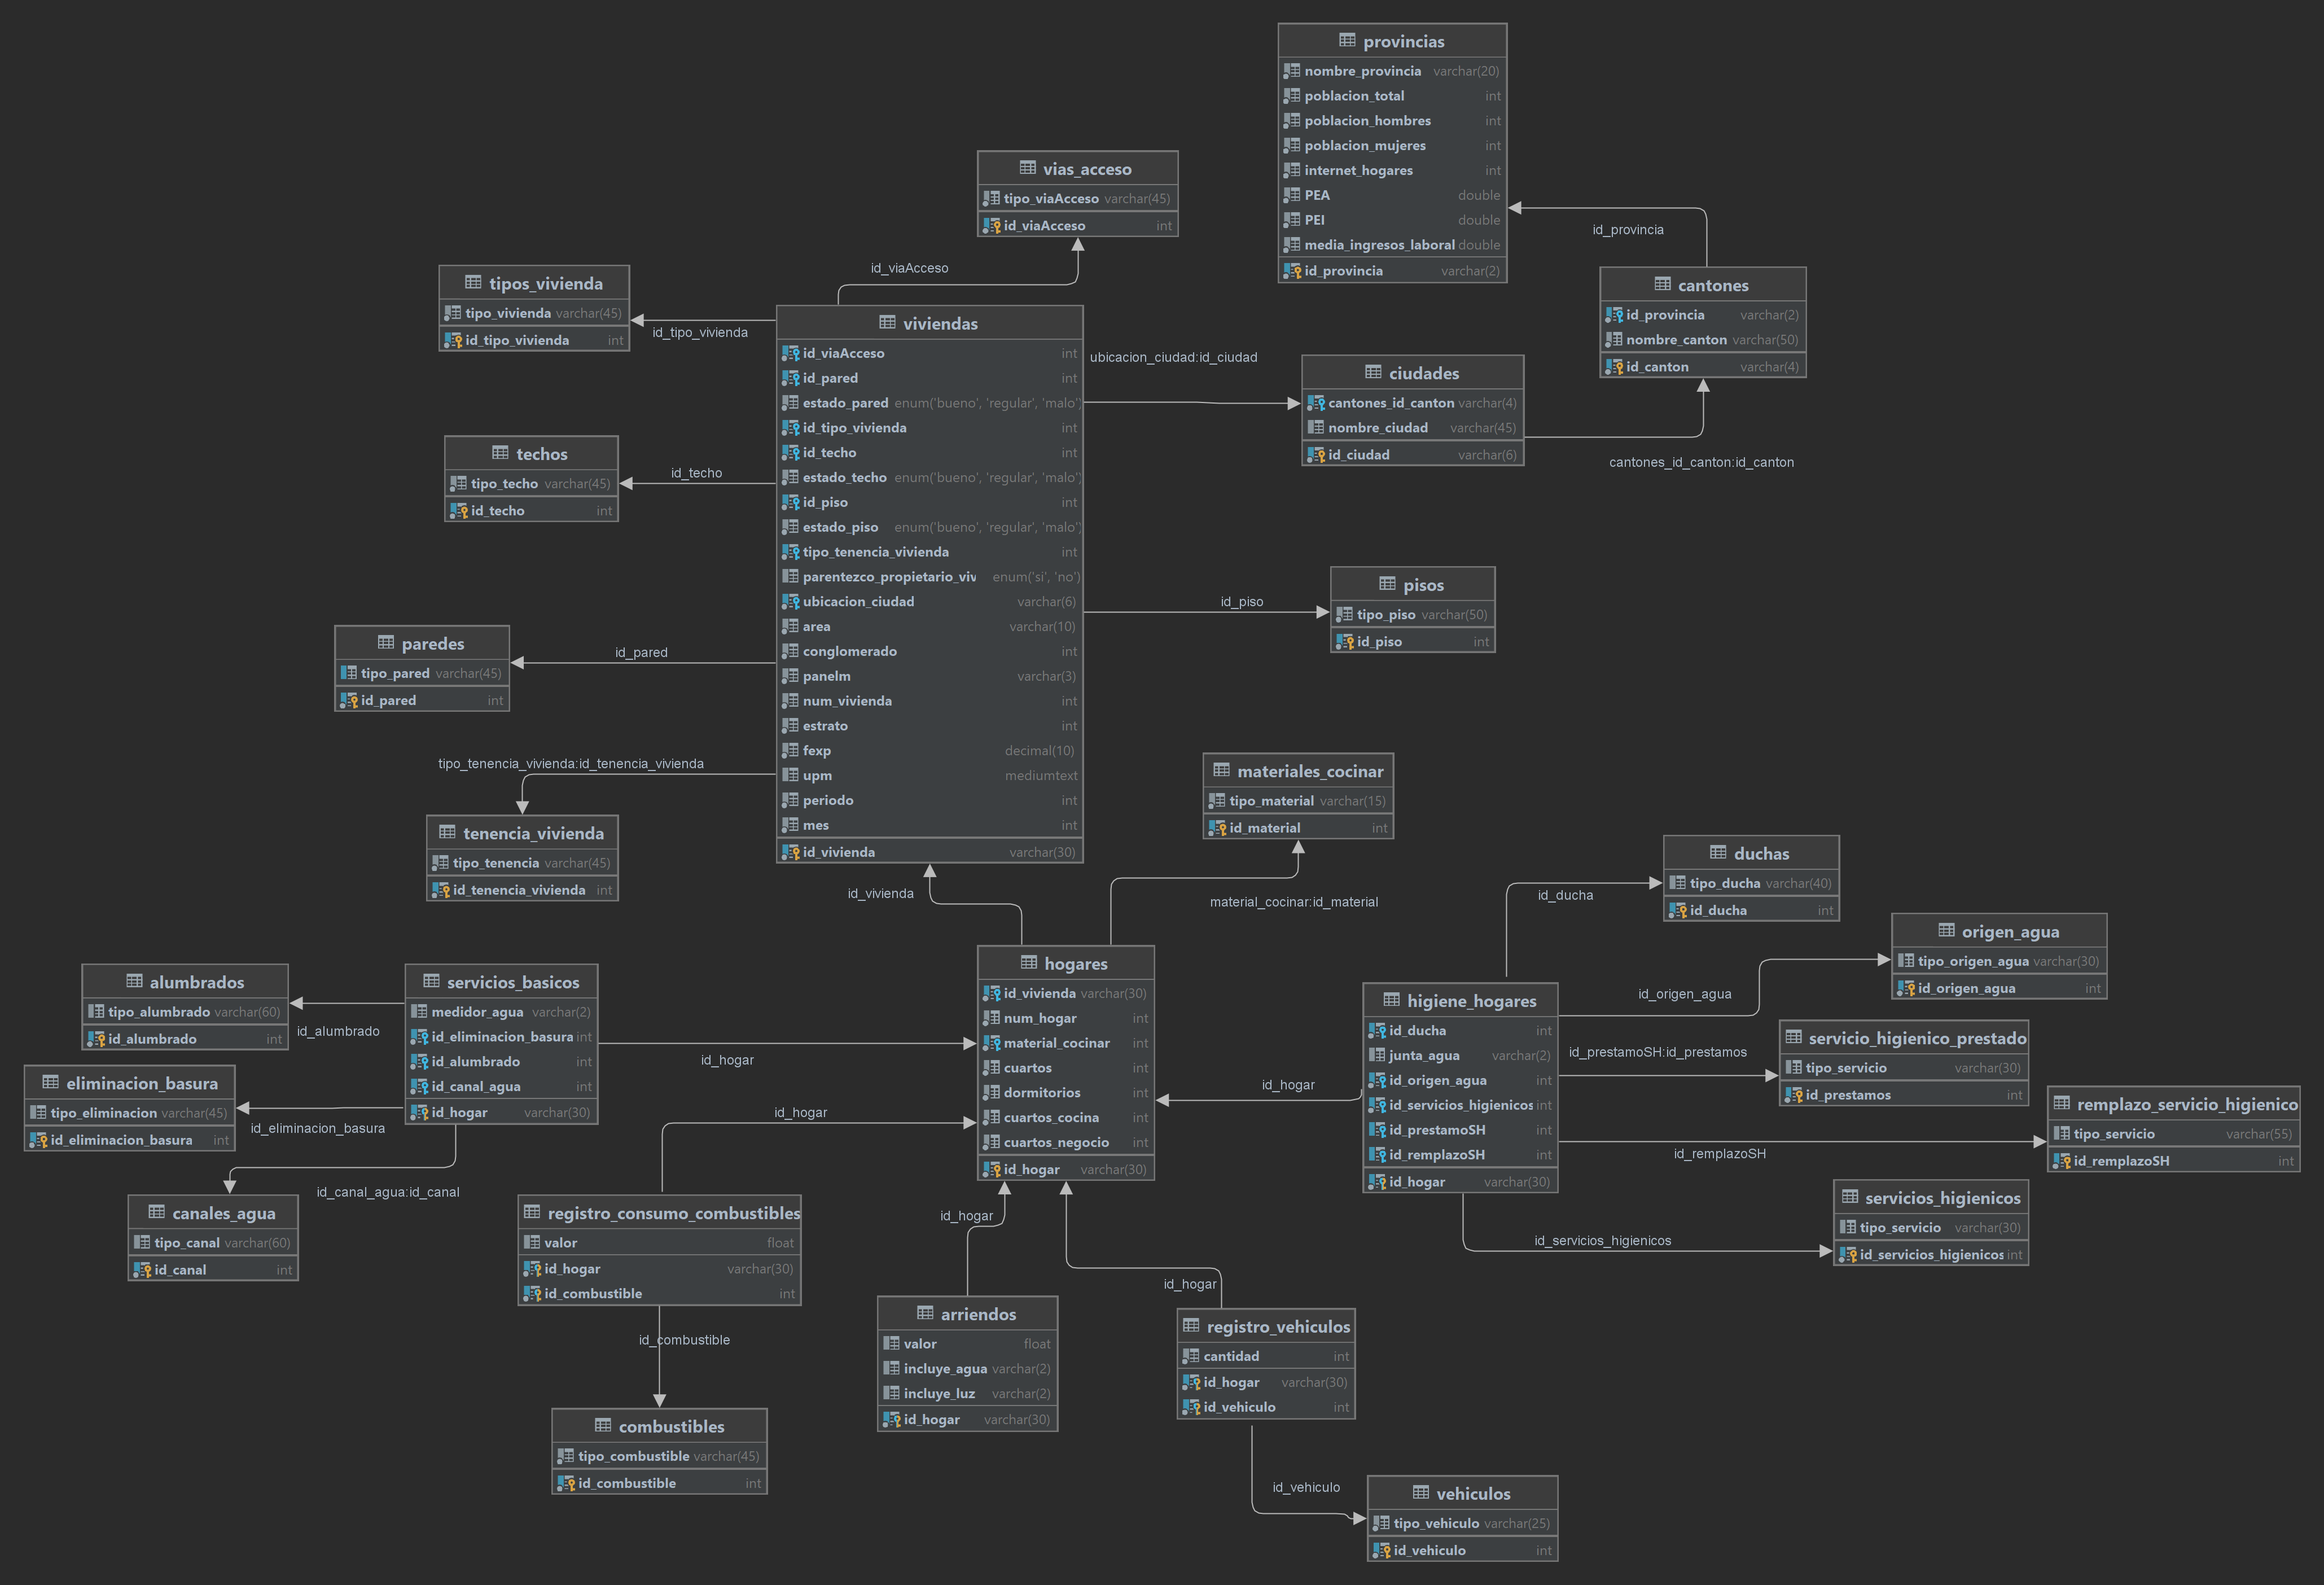 provincias
nombre_provincia varchar(20)
poblacion_total int
poblacion_hombres int
poblacion_mujeres int
internet_hogares int
PEA double
PEI double
media_ingresos_laboral double
id_provincia varchar(2)
vias_acceso
tipo_viaAcceso varchar(45)
id_viaAcceso int
id_provincia
id_viaAcceso
tipos_vivienda
tipo_vivienda varchar(45)
id_tipo_vivienda int
id_tipo_vivienda
cantones
id_provincia varchar(2)
nombre_canton varchar(50)
id_canton varchar(4)
viviendas
id_viaAcceso int
id_pared int
estado_pared enum('bueno', 'regular', 'malo')
id_tipo_vivienda int
id_techo int
estado_techo enum('bueno', 'regular', 'malo')
id_piso int
estado_piso enum('bueno', 'regular', 'malo')
tipo_tenencia_vivienda int
parentezco_propietario_viv enum('si', 'no')
ubicacion_ciudad varchar(6)
area varchar(10)
conglomerado int
panelm varchar(3)
num_vivienda int
estrato int
fexp decimal(10)
upm mediumtext
periodo int
mes int
id_vivienda varchar(30)
ubicacion_ciudad:id_ciudad
ciudades
cantones_id_canton varchar(4)
nombre_ciudad varchar(45)
id_ciudad varchar(6)
cantones_id_canton:id_canton
techos
tipo_techo varchar(45)
id_techo int
id_techo
pisos
tipo_piso varchar(50)
id_piso int
id_piso
paredes
tipo_pared varchar(45)
id_pared int
id_pared
tipo_tenencia_vivienda:id_tenencia_vivienda
tenencia_vivienda
tipo_tenencia varchar(45)
id_tenencia_vivienda int
materiales_cocinar
tipo_material varchar(15)
id_material int
id_vivienda
material_cocinar:id_material
duchas
tipo_ducha varchar(40)
id_ducha int
id_ducha
origen_agua
tipo_origen_agua varchar(30)
id_origen_agua int
id_origen_agua
alumbrados
tipo_alumbrado varchar(60)
id_alumbrado int
id_alumbrado
servicios_basicos
medidor_agua varchar(2)
id_eliminacion_basura int
id_alumbrado int
id_canal_agua int
id_hogar varchar(30)
id_hogar
hogares
id_vivienda varchar(30)
num_hogar int
material_cocinar int
cuartos int
dormitorios int
cuartos_cocina int
cuartos_negocio int
id_hogar varchar(30)
higiene_hogares
id_ducha int
junta_agua varchar(2)
id_origen_agua int
id_servicios_higienicos int
id_prestamoSH int
id_remplazoSH int
id_hogar varchar(30)
id_hogar
id_prestamoSH:id_prestamos
servicio_higienico_prestado
tipo_servicio varchar(30)
id_prestamos int
eliminacion_basura
tipo_eliminacion varchar(45)
id_eliminacion_basura int
id_eliminacion_basura
remplazo_servicio_higienico
tipo_servicio varchar(55)
id_remplazoSH int
id_remplazoSH
id_hogar
id_canal_agua:id_canal
canales_agua
tipo_canal varchar(60)
id_canal int
registro_consumo_combustibles
valor float
id_hogar varchar(30)
id_combustible int
servicios_higienicos
tipo_servicio varchar(30)
id_servicios_higienicos int
id_servicios_higienicos
id_hogar
id_hogar
arriendos
valor float
incluye_agua varchar(2)
incluye_luz varchar(2)
id_hogar varchar(30)
registro_vehiculos
cantidad int
id_hogar varchar(30)
id_vehiculo int
id_combustible
combustibles
tipo_combustible varchar(45)
id_combustible int
id_vehiculo
vehiculos
tipo_vehiculo varchar(25)
id_vehiculo int